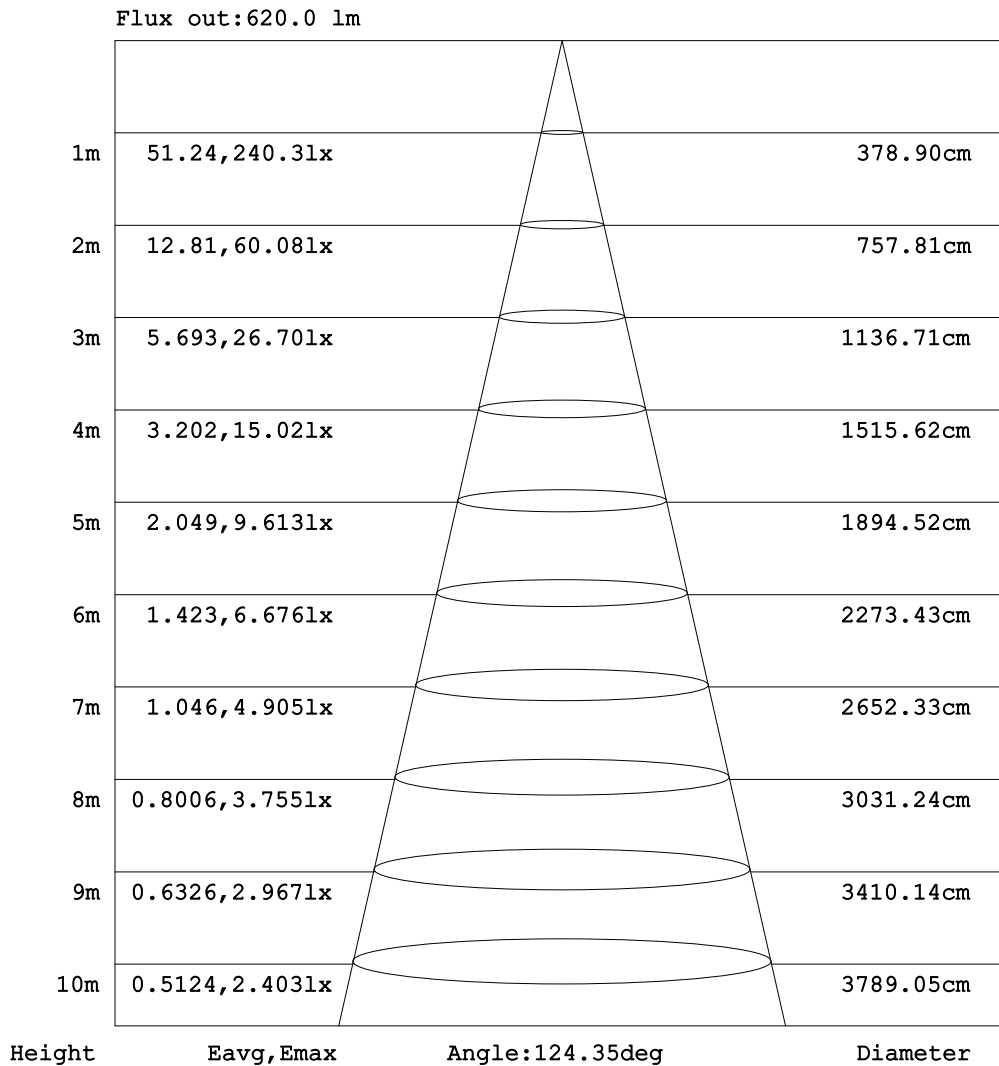 Flux out:620.0 lm
1m 51.24,240.3lx 378.90cm
2m 12.81,60.08lx 757.81cm
3m 5.693,26.70lx 1136.71cm
4m 3.202,15.02lx 1515.62cm
5m 2.049,9.613lx 1894.52cm
6m 1.423,6.676lx 2273.43cm
7m 1.046,4.905lx 2652.33cm
8m 0.8006,3.755lx 3031.24cm
9m 0.6326,2.967lx 3410.14cm
10m 0.5124,2.403lx 3789.05cm
Height Eavg,Emax Angle:124.35deg Diameter